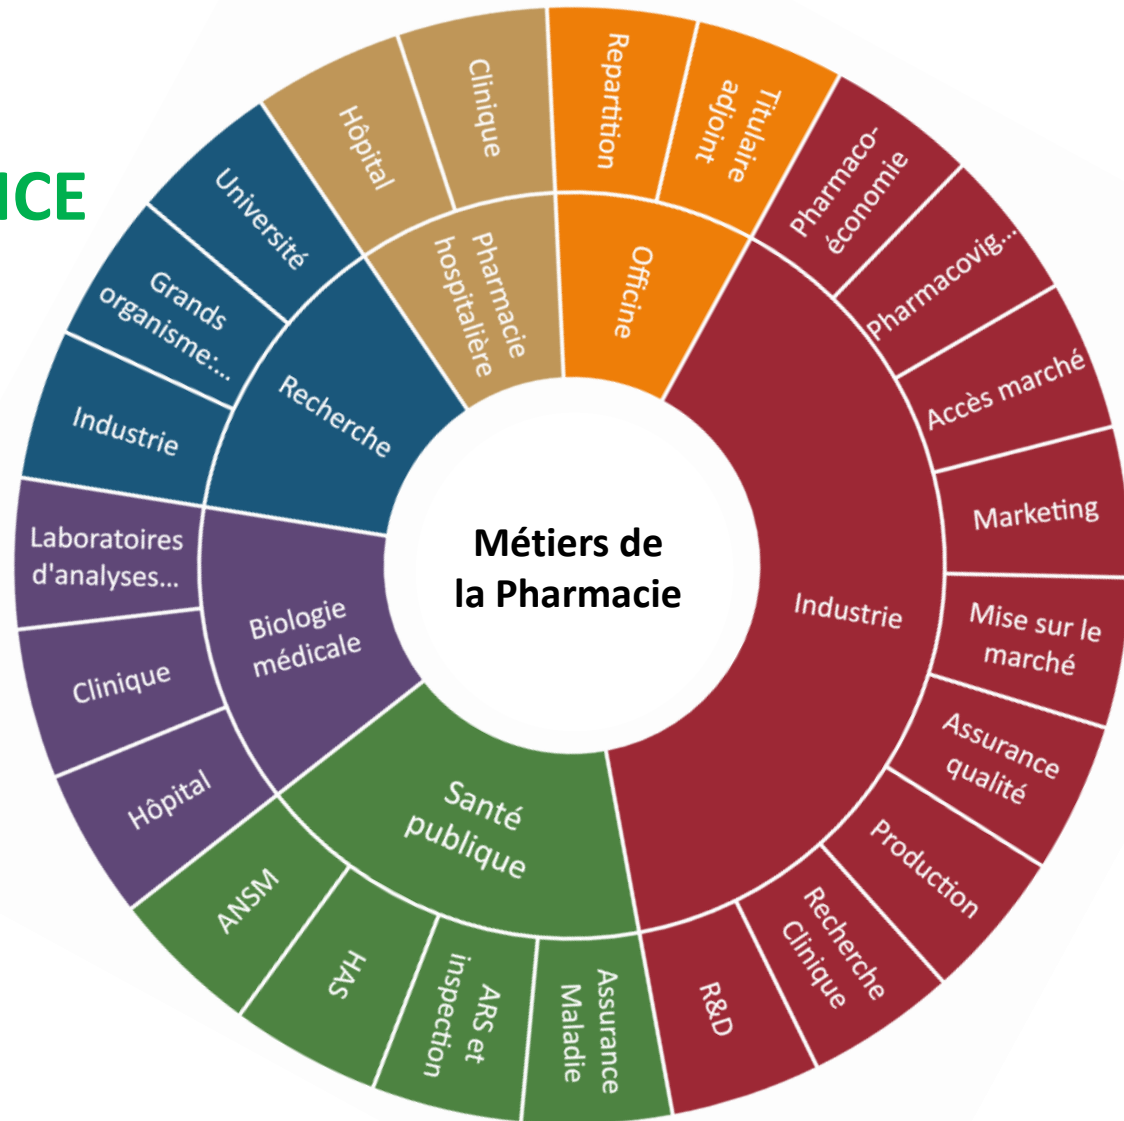 ICE
Métiers de
la Pharmacie
Officine
Repartition
Titulaire
adjoint
Industrie
Pharmaco-
économie
Pharmacovig...
Accès marché
Marketing
Mise sur le
marché
Assurance
qualité
Production
Recherche
Clinique
R&D
Santé
publique
Assurance
Maladie
ARS et
inspection
HAS
ANSM
Biologie
médicale
Hôpital
Clinique
Laboratoires
d'analyses...
Recherche
Industrie
Grands
organisme:...
Université
Pharmacie
hospitalière
Hôpital
Clinique